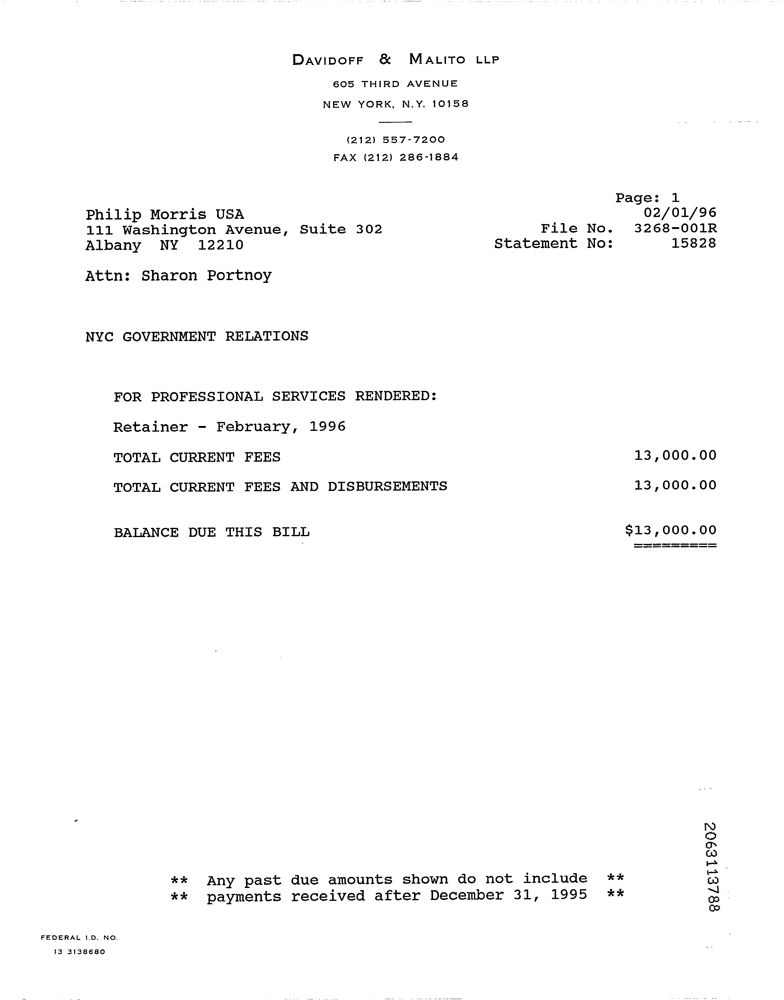 DAVIDOFF & MALITO LLP
605 THIRD AVENUE
NEW YORK, N.Y. 10158
(212) 557-7200
FAX (212) 286-1884
Page: 1
Philip Morris USA 02/01/96
111 Washington Avenue, Suite 302 File No. 3268-001R
Albany NY 12210 Statement No: 15828
Attn: Sharon Portnoy
NYC GOVERNMENT RELATIONS
FOR PROFESSIONAL SERVICES RENDERED:
Retainer - February, 1996
TOTAL CURRENT FEES 13,000.00
TOTAL CURRENT FEES AND DISBURSEMENTS 13,000.00
BALANCE DUE THIS BILL $13,000.00
=========
2063113788
** Any past due amounts shown do not include **
** payments received after December 31, 1995 **
FEDERAL I.D. NO.
13 3138680